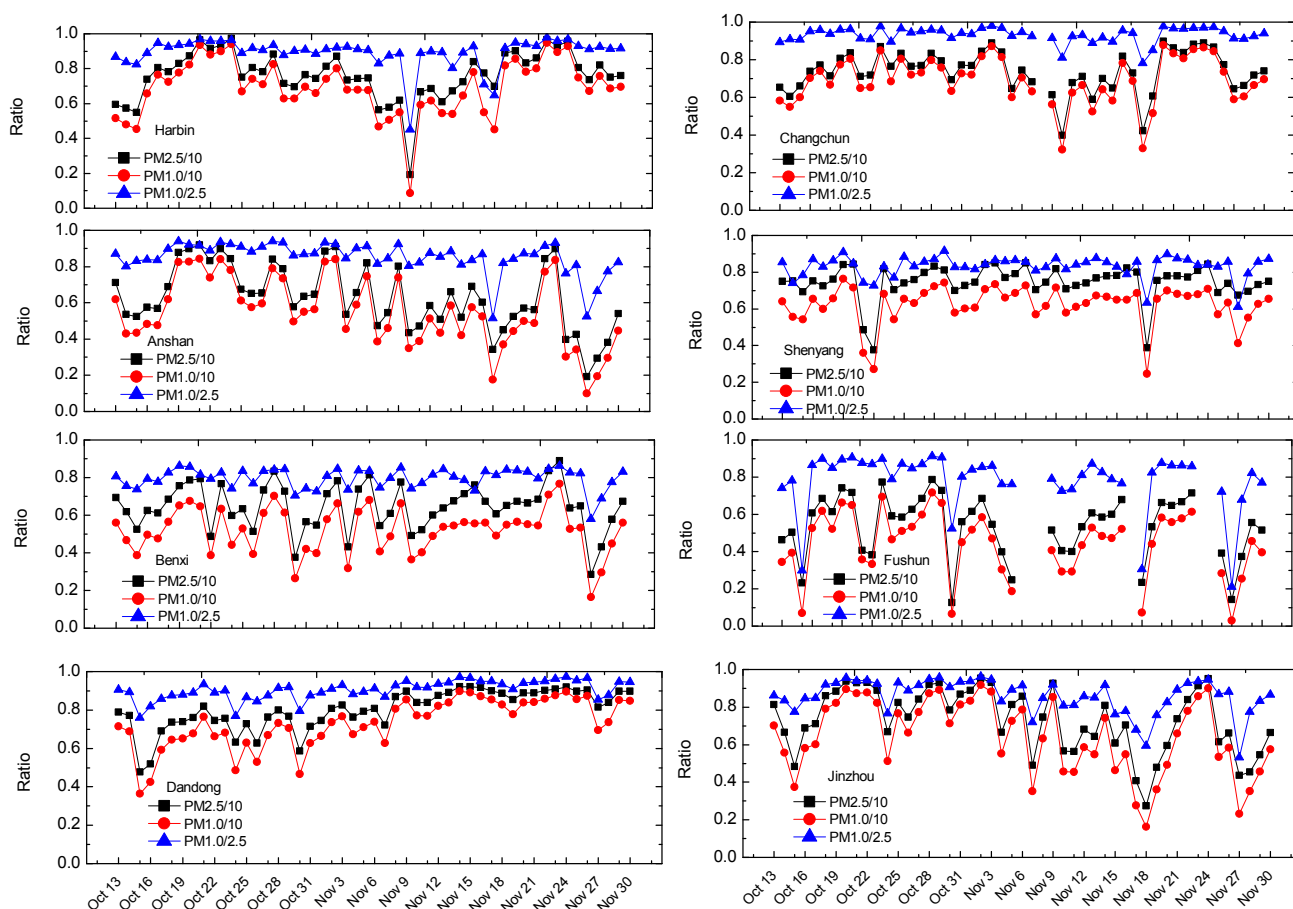 1.0
0.8
0.6
0.4
0.2
0.0
Ratio
Harbin
PM2.5/10
PM1.0/10
PM1.0/2.5
1.0
0.8
0.6
0.4
0.2
0.0
Ratio
Changchun
PM2.5/10
PM1.0/10
PM1.0/2.5
1.0
0.8
0.6
0.4
0.2
0.0
Ratio
Anshan
PM2.5/10
PM1.0/10
PM1.0/2.5
1.0
0.8
0.6
0.4
0.2
0.0
Ratio
Shenyang
PM2.5/10
PM1.0/10
PM1.0/2.5
1.0
0.8
0.6
0.4
0.2
0.0
Ratio
Benxi
PM2.5/10
PM1.0/10
PM1.0/2.5
1.0
0.8
0.6
0.4
0.2
0.0
Ratio
Fushun
PM2.5/10
PM1.0/10
PM1.0/2.5
1.0
0.8
0.6
0.4
0.2
0.0
Ratio
Dandong
PM2.5/10
PM1.0/10
PM1.0/2.5
Oct 13
Oct 16
Oct 19
Oct 22
Oct 25
Oct 28
Oct 31
Nov 3
Nov 6
Nov 9
Nov 12
Nov 15
Nov 18
Nov 21
Nov 24
Nov 27
Nov 30
1.0
0.8
0.6
0.4
0.2
0.0
Ratio
Jinzhou
PM2.5/10
PM1.0/10
PM1.0/2.5
Oct 13
Oct 16
Oct 19
Oct 22
Oct 25
Oct 28
Oct 31
Nov 3
Nov 6
Nov 9
Nov 12
Nov 15
Nov 18
Nov 21
Nov 24
Nov 27
Nov 30